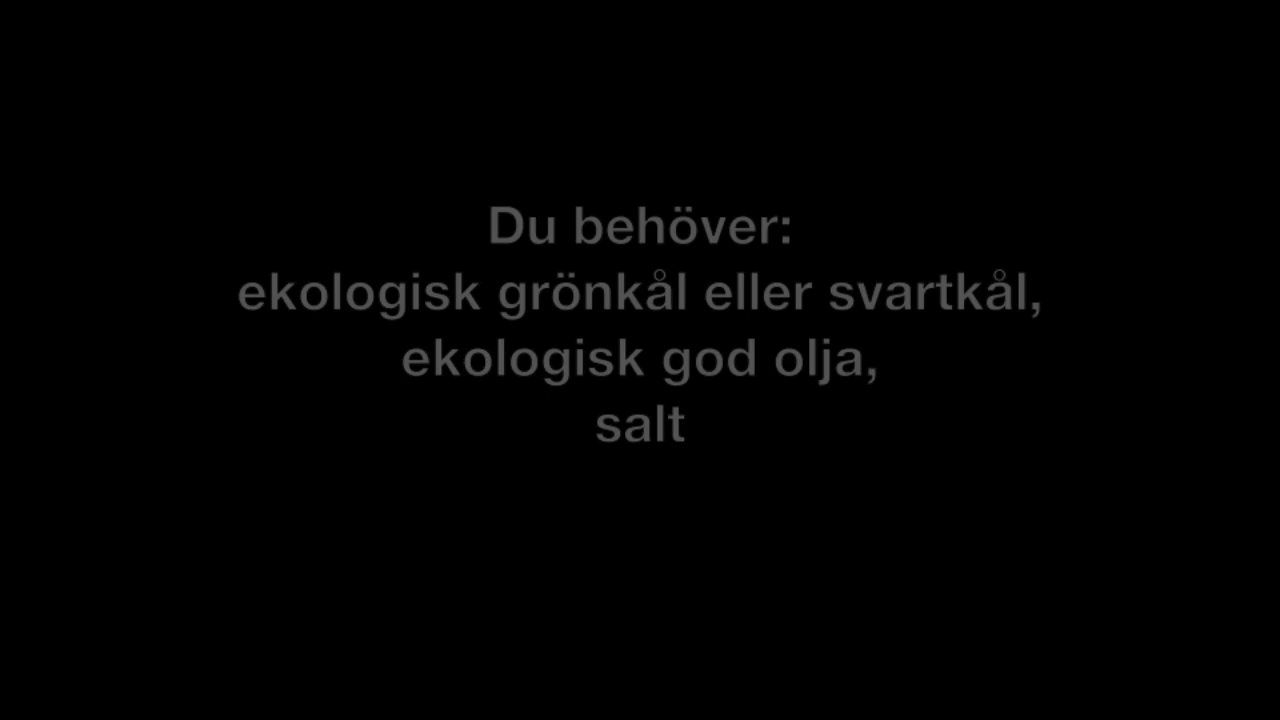 Du behöver:
ekologisk grönkål eller svartkål,
ekologisk god olja,
salt